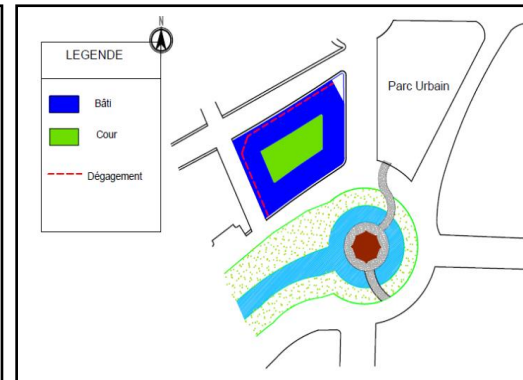 N
LEGENDE
Bâti
Cour
Dégagement
Parc Urbain